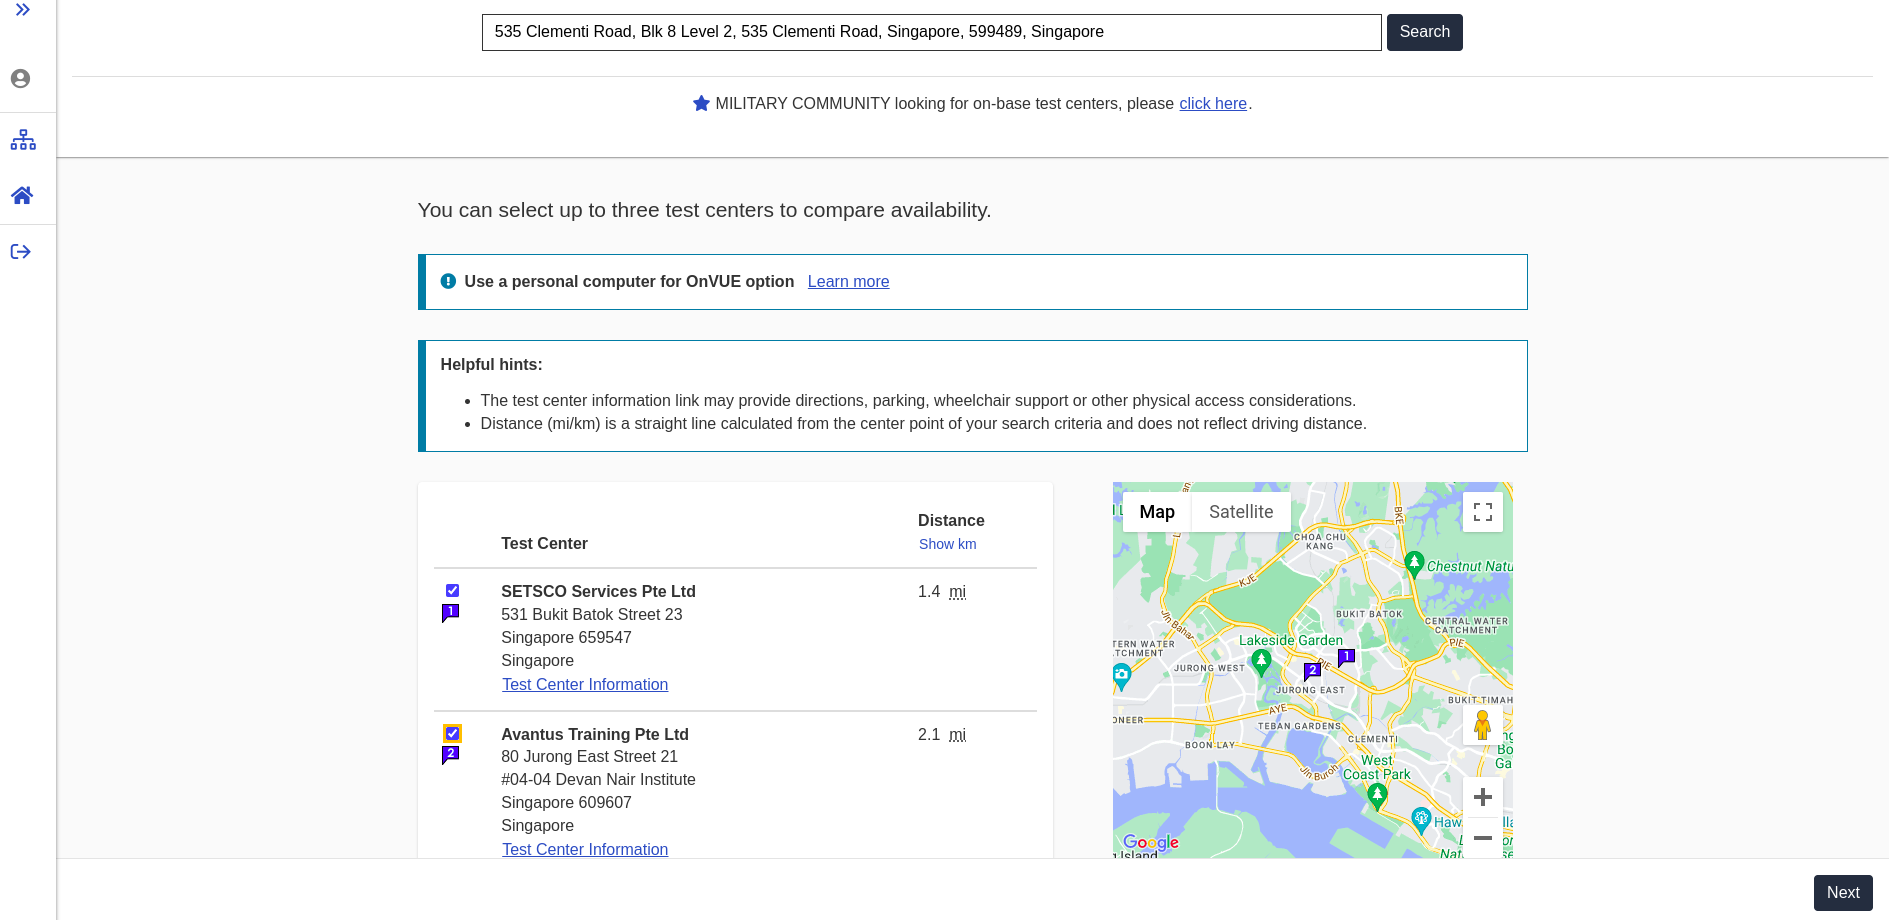 535 Clementi Road, Blk 8 Level 2, 535 Clementi Road, Singapore, 599489, Singapore
Search
MILITARY COMMUNITY looking for on-base test centers, please click here.
You can select up to three test centers to compare availability.
Use a personal computer for OnVUE option Learn more
Helpful hints:
• The test center information link may provide directions, parking, wheelchair support or other physical access considerations.
• Distance (mi/km) is a straight line calculated from the center point of your search criteria and does not reflect driving distance.
Test Center
Distance
Show km
SETSCO Services Pte Ltd
1.4 mi
1
531 Bukit Batok Street 23
Singapore 659547
Singapore
Test Center Information
Avantus Training Pte Ltd
2.1 mi
2
80 Jurong East Street 21
#04-04 Devan Nair Institute
Singapore 609607
Singapore
Test Center Information
Map
Satellite
BKE
CHOA CHU
KANG
Chestnut Natu
KJE
Jln Bahar
BUKIT BATOK
CENTRAL WATER
CATCHMENT
PIE
TERN WATER
CATCHMENT
Lakeside Garden
JURONG WEST
PIE
1
2
JURONG EAST
BUKIT TIMAH
AYE
ONEER
TEBAN GARDENS
CLEMENTI
BOON LAY
West
Coast Park
Jln Buroh
Ga
Haw
Google
g Island
Next